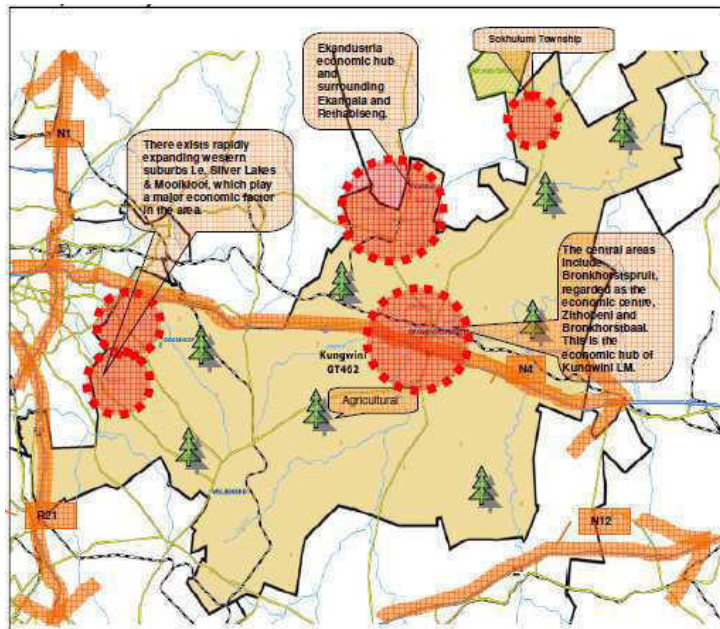 Sokhulumi Township
Ekandustria
economic hub
and
surrounding
Ekangala and
Rethabiseng.
N1
There exists rapidly
expanding western
suburbs i.e. Silver Lakes
& Mooikloof, which play
a major economic factor
in the area.
The central areas
include
Bronkhorstspruit,
regarded as the
economic centre,
Zithobeni and
Bronkhorstbaai.
This is the
economic hub of
Kungwini LM.
Kungwini
GT462
N4
Agricultural
R21
N12